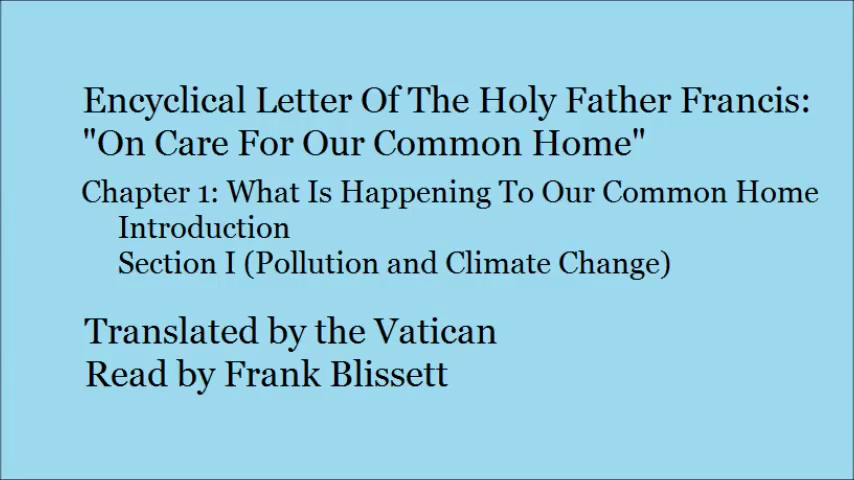 Encyclical Letter Of The Holy Father Francis:
"On Care For Our Common Home"
Chapter 1: What Is Happening To Our Common Home
Introduction
Section I (Pollution and Climate Change)
Translated by the Vatican
Read by Frank Blissett